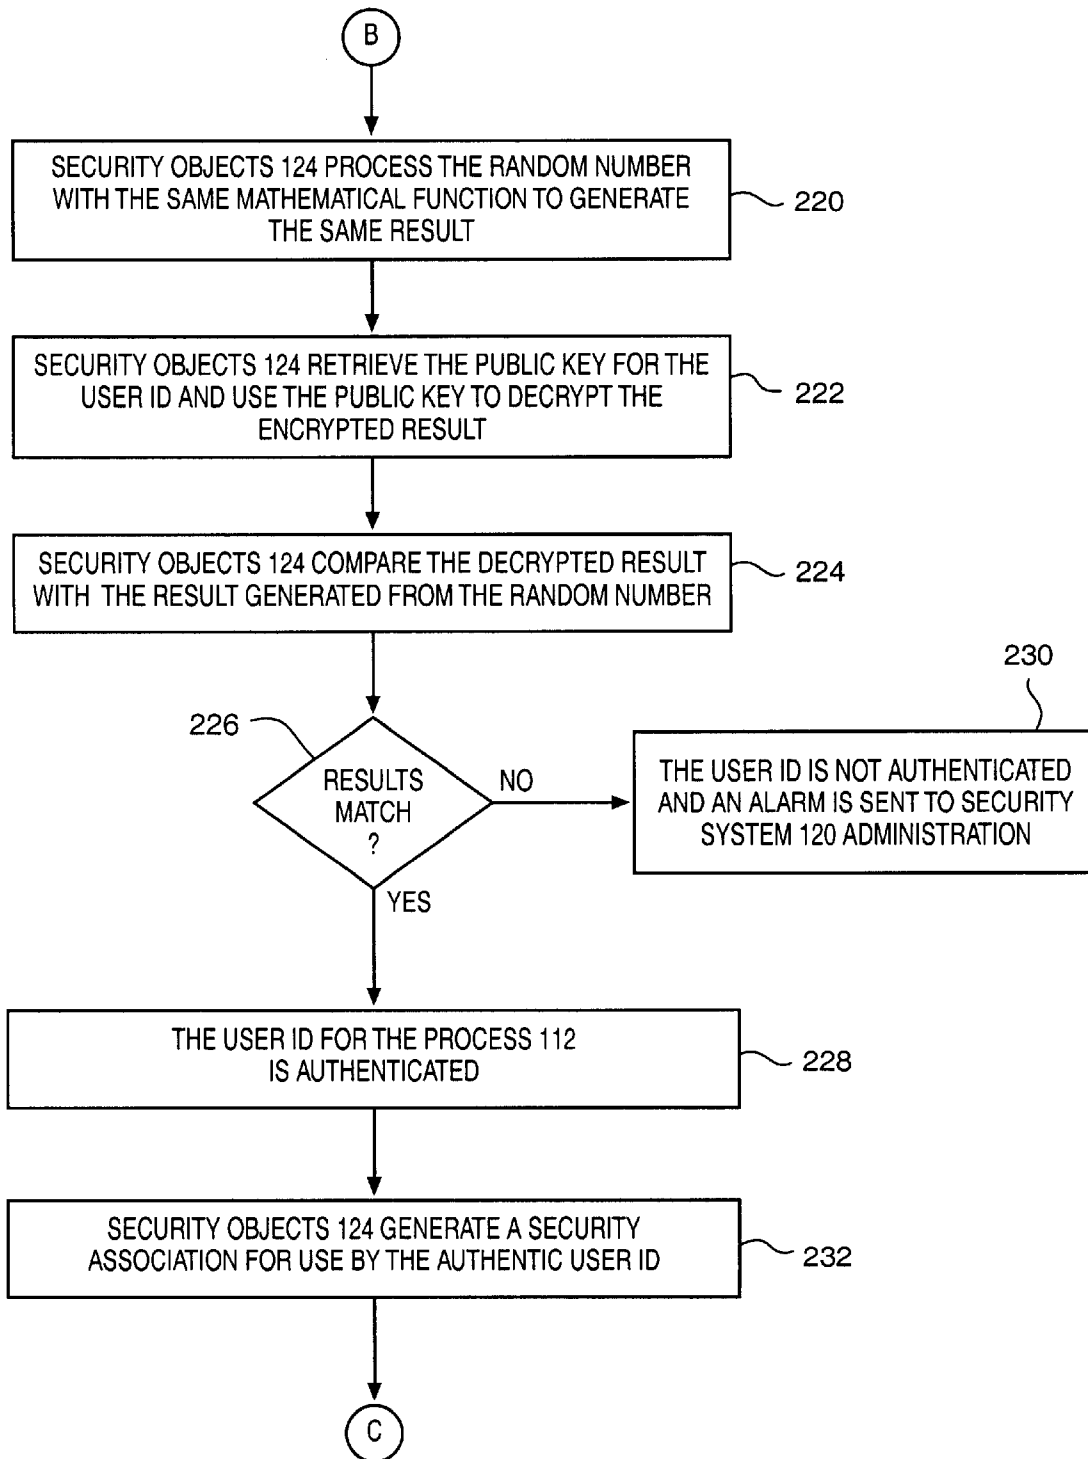 B
SECURITY OBJECTS 124 PROCESS THE RANDOM NUMBER
WITH THE SAME MATHEMATICAL FUNCTION TO GENERATE
THE SAME RESULT
220
SECURITY OBJECTS 124 RETRIEVE THE PUBLIC KEY FOR THE
USER ID AND USE THE PUBLIC KEY TO DECRYPT THE
ENCRYPTED RESULT
222
SECURITY OBJECTS 124 COMPARE THE DECRYPTED RESULT
WITH THE RESULT GENERATED FROM THE RANDOM NUMBER
224
226
RESULTS
MATCH
?
NO
YES
230
THE USER ID IS NOT AUTHENTICATED
AND AN ALARM IS SENT TO SECURITY
SYSTEM 120 ADMINISTRATION
THE USER ID FOR THE PROCESS 112
IS AUTHENTICATED
228
SECURITY OBJECTS 124 GENERATE A SECURITY
ASSOCIATION FOR USE BY THE AUTHENTIC USER ID
232
C